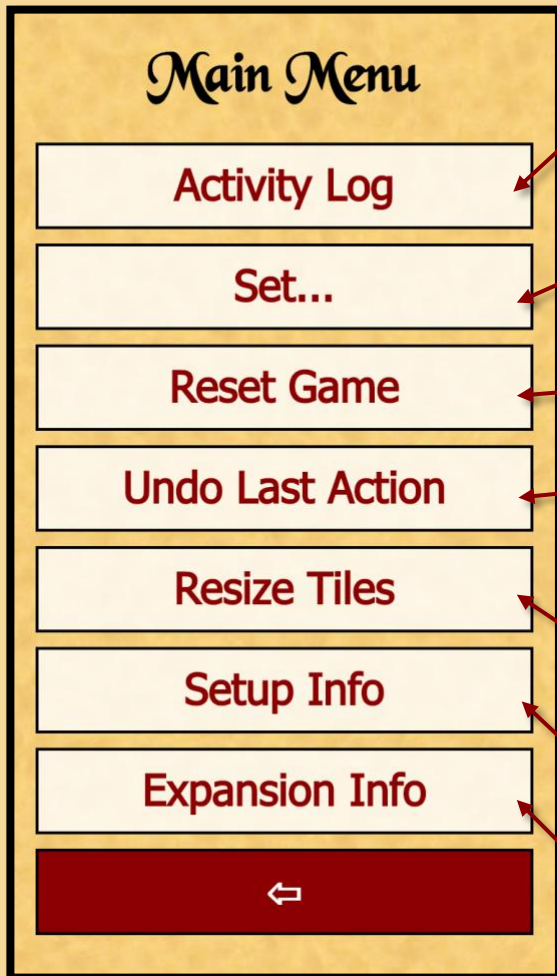 Main Menu
Activity Log
Set...
Reset Game
Undo Last Action
Resize Tiles
Setup Info
Expansion Info
⇦